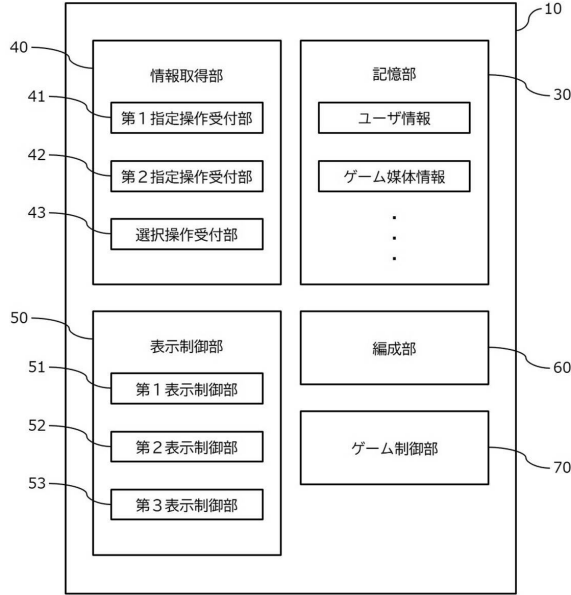 10
40
情報取得部
41
第1指定操作受付部
42
第2指定操作受付部
43
選択操作受付部
記憶部
30
ユーザ情報
ゲーム媒体情報
・
・
・
50
表示制御部
51
第1表示制御部
52
第2表示制御部
53
第3表示制御部
編成部
60
ゲーム制御部
70